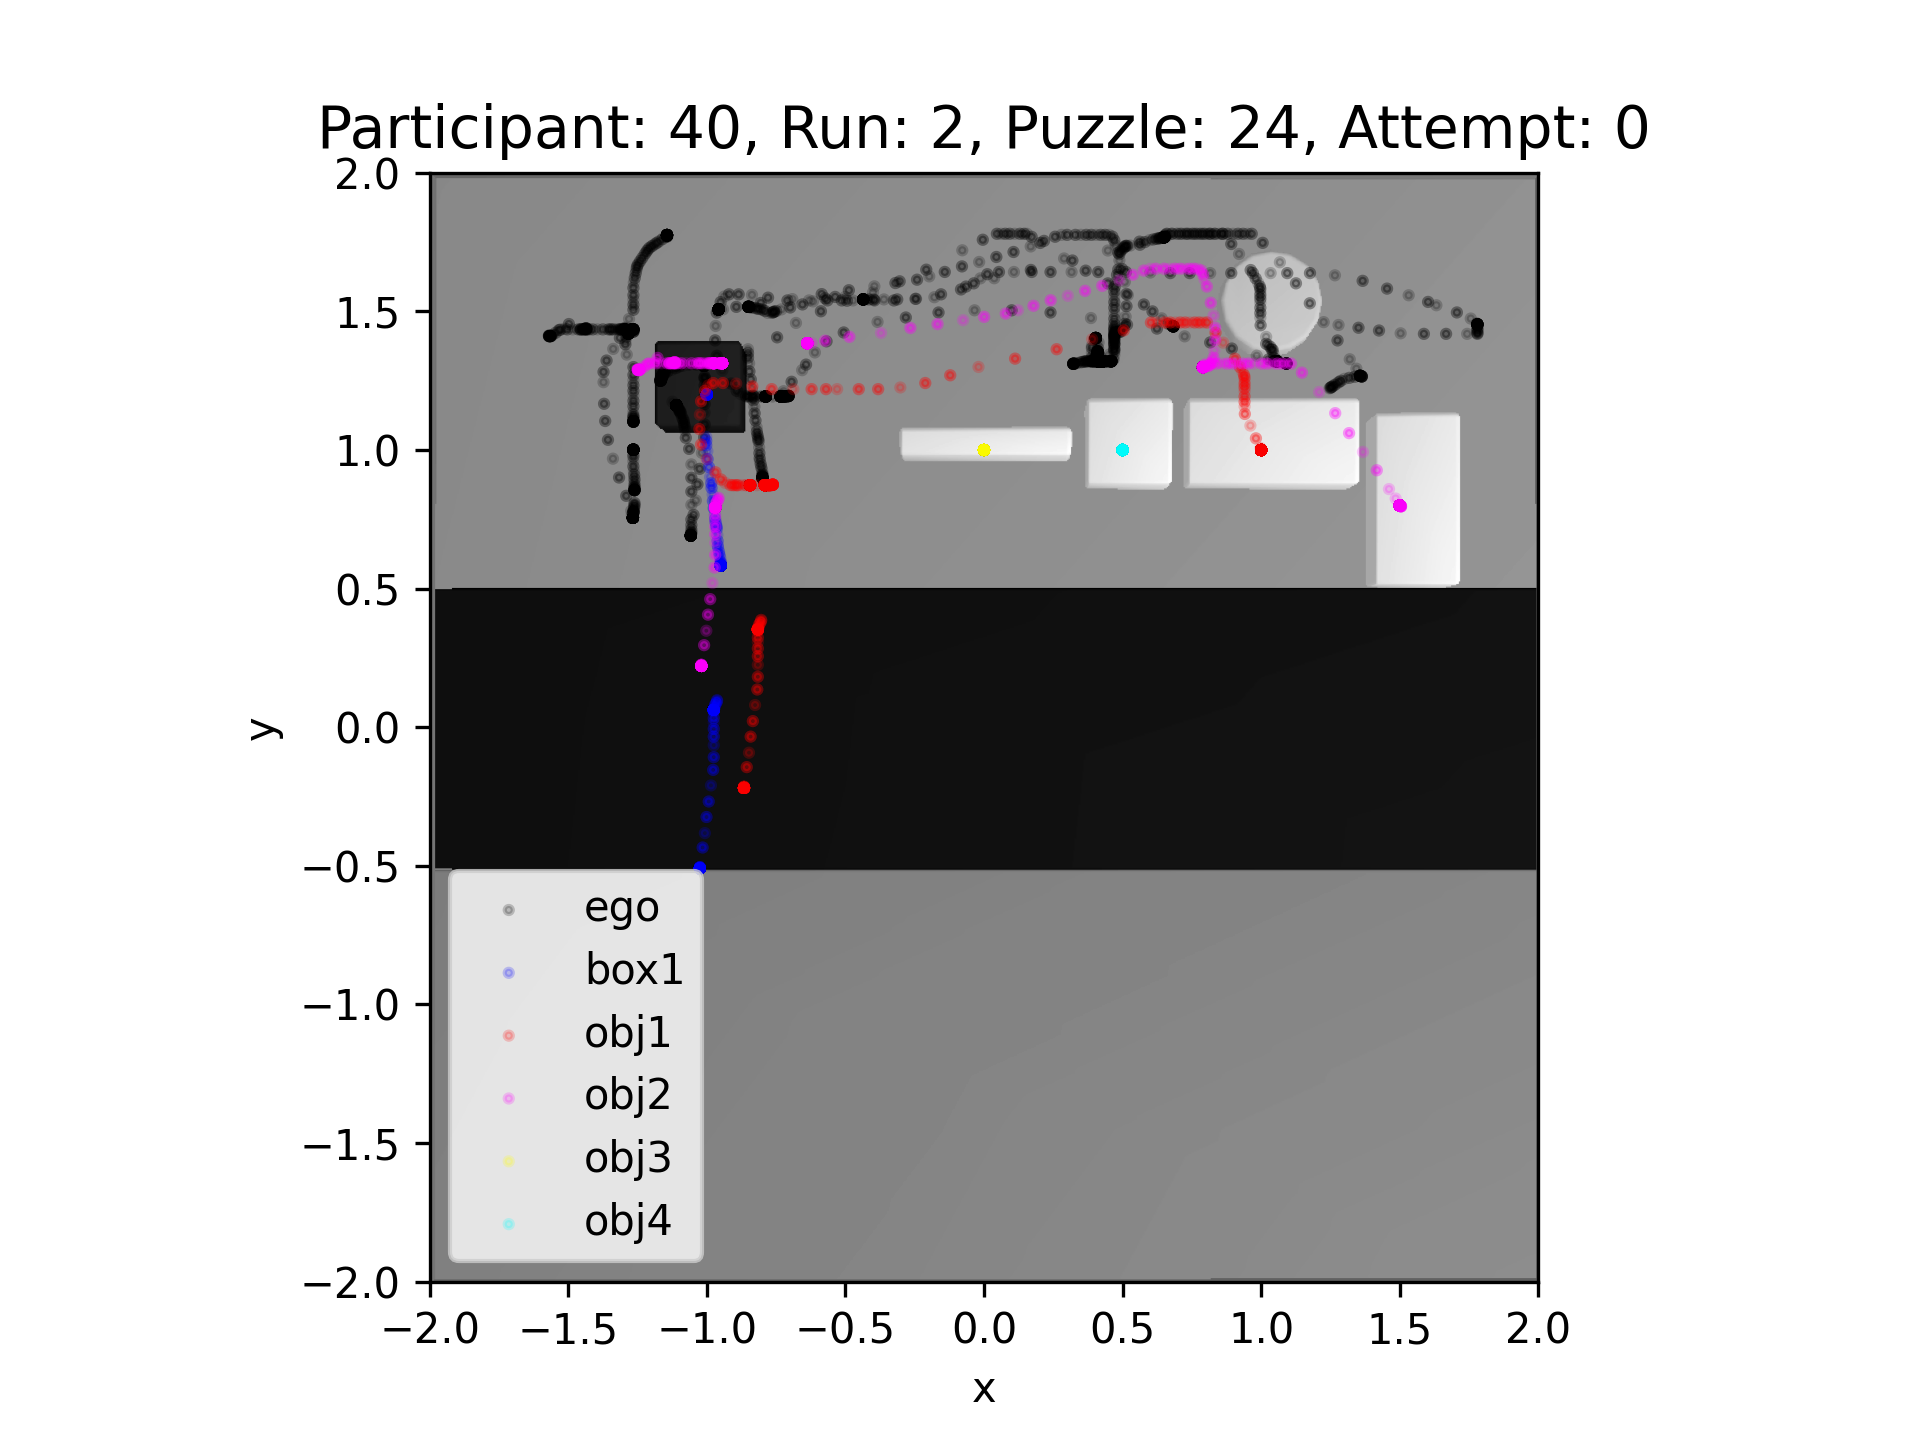 Participant: 40, Run: 2, Puzzle: 24, Attempt: 0
2.0
1.5
1.0
0.5
0.0
−0.5
−1.0
−1.5
−2.0
y
ego
box1
obj1
obj2
obj3
obj4
−2.0 −1.5 −1.0 −0.5 0.0 0.5 1.0 1.5 2.0
x